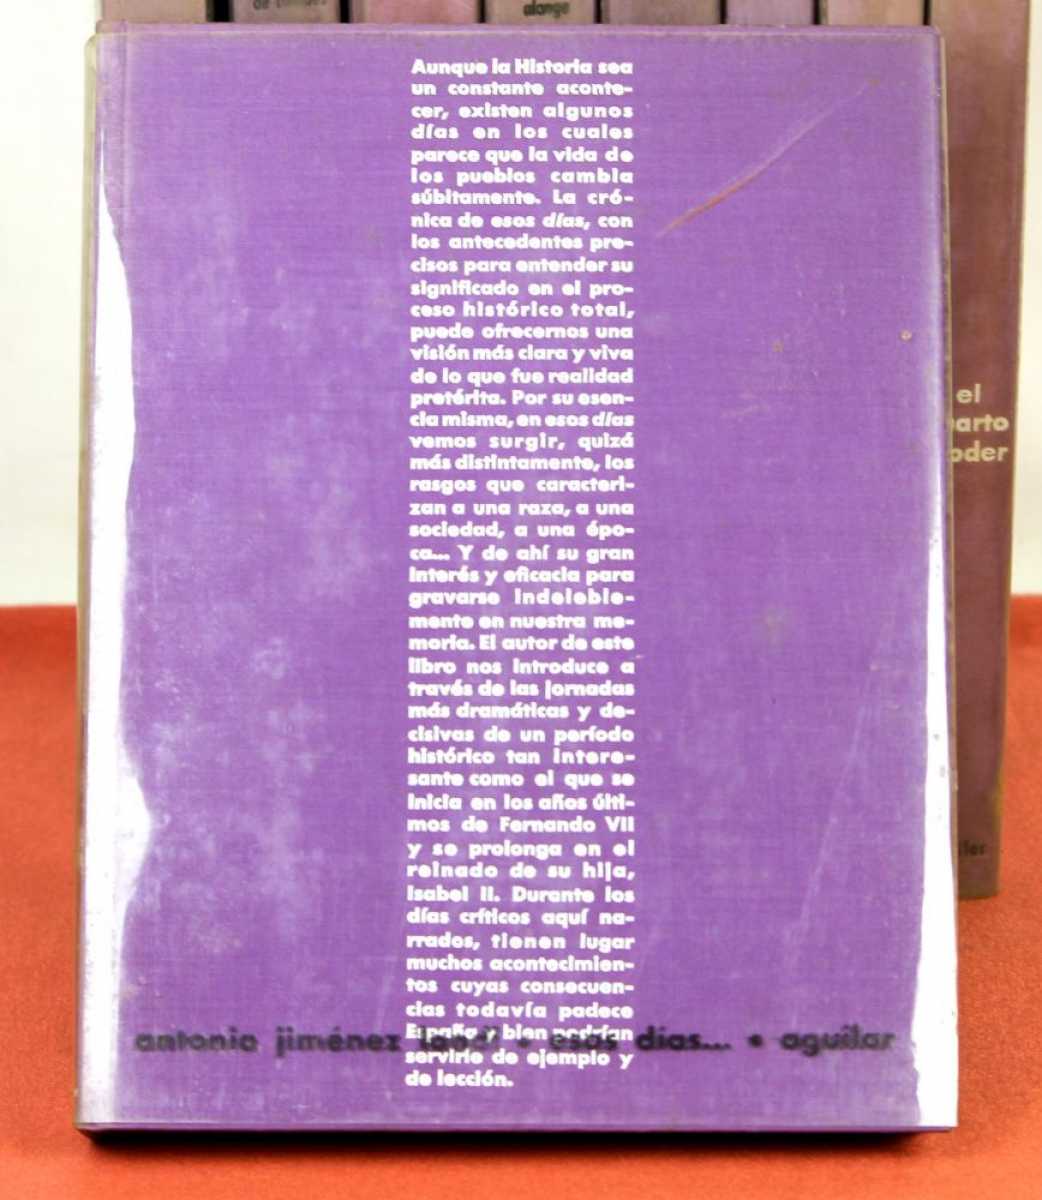 alange
Aunque la Historia sea
un constante aconte-
cer, existen algunos
días en los cuales
parece que la vida de
los pueblos cambia
súbitamente. La cró-
nica de esos días, con
los antecedentes pre-
cisos para entender su
significado en el pro-
ceso histórico total,
puede ofrecernos una
visión más clara y viva
de lo que fue realidad
pretérita. Por su esen-
cia misma, en esos días
vemos surgir, quizá
más distintamente, los
rasgos que caracteri-
zan a una raza, a una
sociedad, a una épo-
ca... Y de ahí su gran
interés y eficacia para
gravarse indeleble-
mente en nuestra me-
moria. El autor de este
libro nos introduce a
través de las jornadas
más dramáticas y de-
cisivas de un período
histórico tan intere-
sante como el que se
inicia en los años últi-
mos de Fernando VII
y se prolonga en el
reinado de su hija,
Isabel II. Durante los
días críticos aquí na-
rrados, tienen lugar
muchos acontecimien-
tos cuyas consecuen-
cias todavía padece
España y bien podrían
servirle de ejemplo y
de lección.
antonio jiménez landi • esos días... • aguilar
el
parto
oder